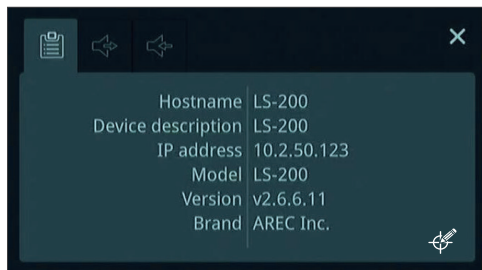 Hostname LS-200
Device description LS-200
IP address 10.2.50.123
Model LS-200
Version v2.6.6.11
Brand AREC Inc.